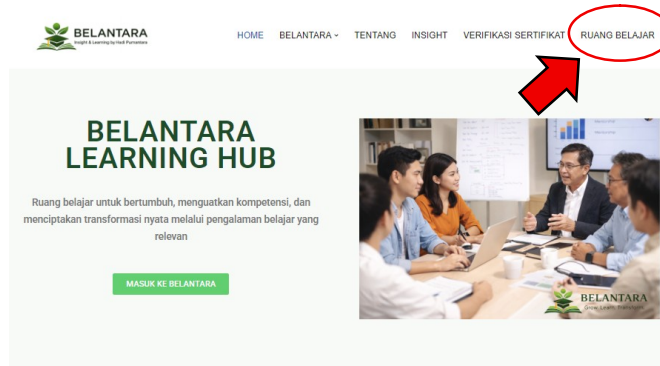 BELANTARA
Insight & Learning by Hadi Purnantara
HOME BELANTARA TENTANG INSIGHT VERIFIKASI SERTIFIKAT RUANG BELAJAR
BELANTARA
LEARNING HUB
Ruang belajar untuk bertumbuh, menguatkan kompetensi, dan
menciptakan transformasi nyata melalui pengalaman belajar yang
relevan
MASUK KE BELANTARA
BELANTARA
Grow, Learn, Transform